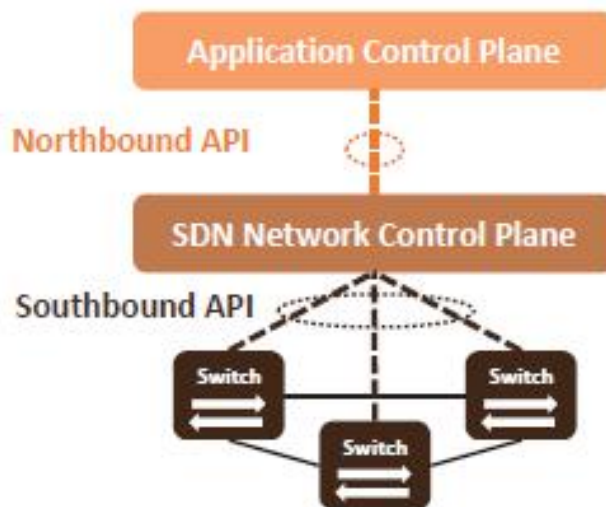 Application Control Plane
Northbound API
SDN Network Control Plane
Southbound API
Switch
Switch
Switch